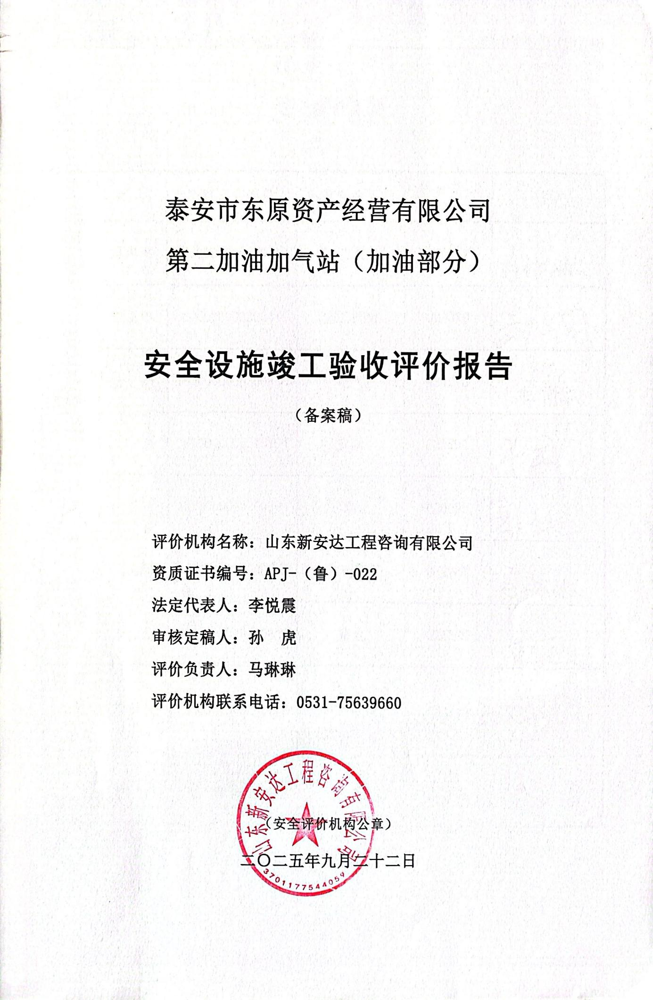 泰安市东原资产经营有限公司
第二加油加气站（加油部分）
安全设施竣工验收评价报告
（备案稿）
评价机构名称：山东新安达工程咨询有限公司
资质证书编号：APJ-（鲁）-022
法定代表人：李悦震
审核定稿人：孙　虎
评价负责人：马琳琳
评价机构联系电话：0531-75639660
山东新安达工程咨询有限公司
（安全评价机构公章）
二〇二五年九月二十二日
3701177544059